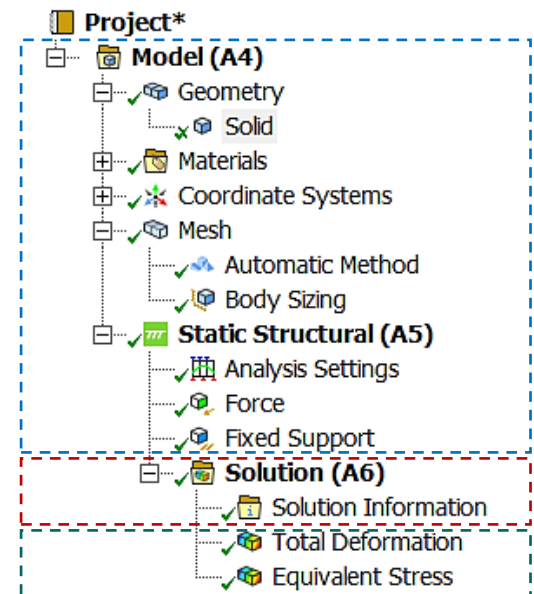 Project*
Model (A4)
Geometry
Solid
Materials
Coordinate Systems
Mesh
Automatic Method
Body Sizing
Static Structural (A5)
Analysis Settings
Force
Fixed Support
Solution (A6)
Solution Information
Total Deformation
Equivalent Stress